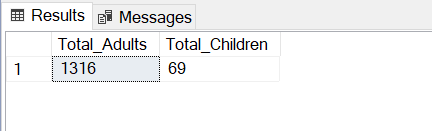 Results Messages
Total_Adults Total_Children
1 1316 69